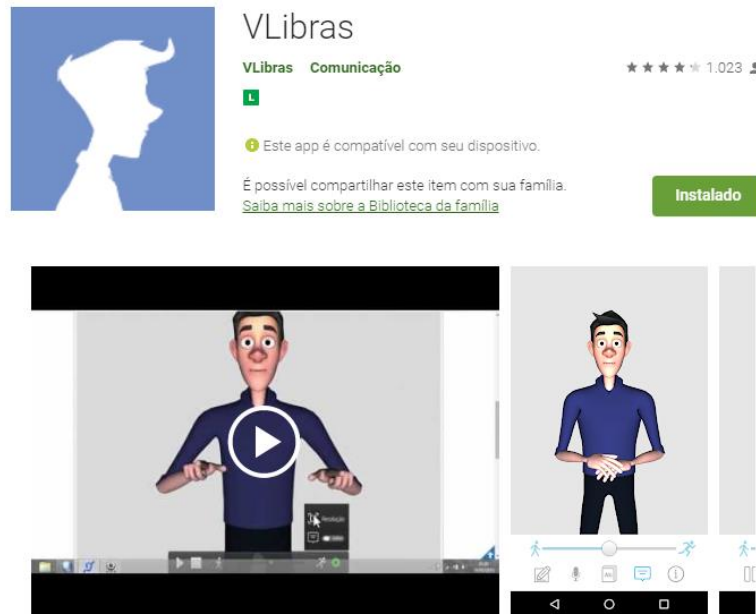 VLibras
VLibras Comunicação
1.023
L
Este app é compatível com seu dispositivo.
É possível compartilhar este item com sua família.
Saiba mais sobre a Biblioteca da família
Instalado
Resolução